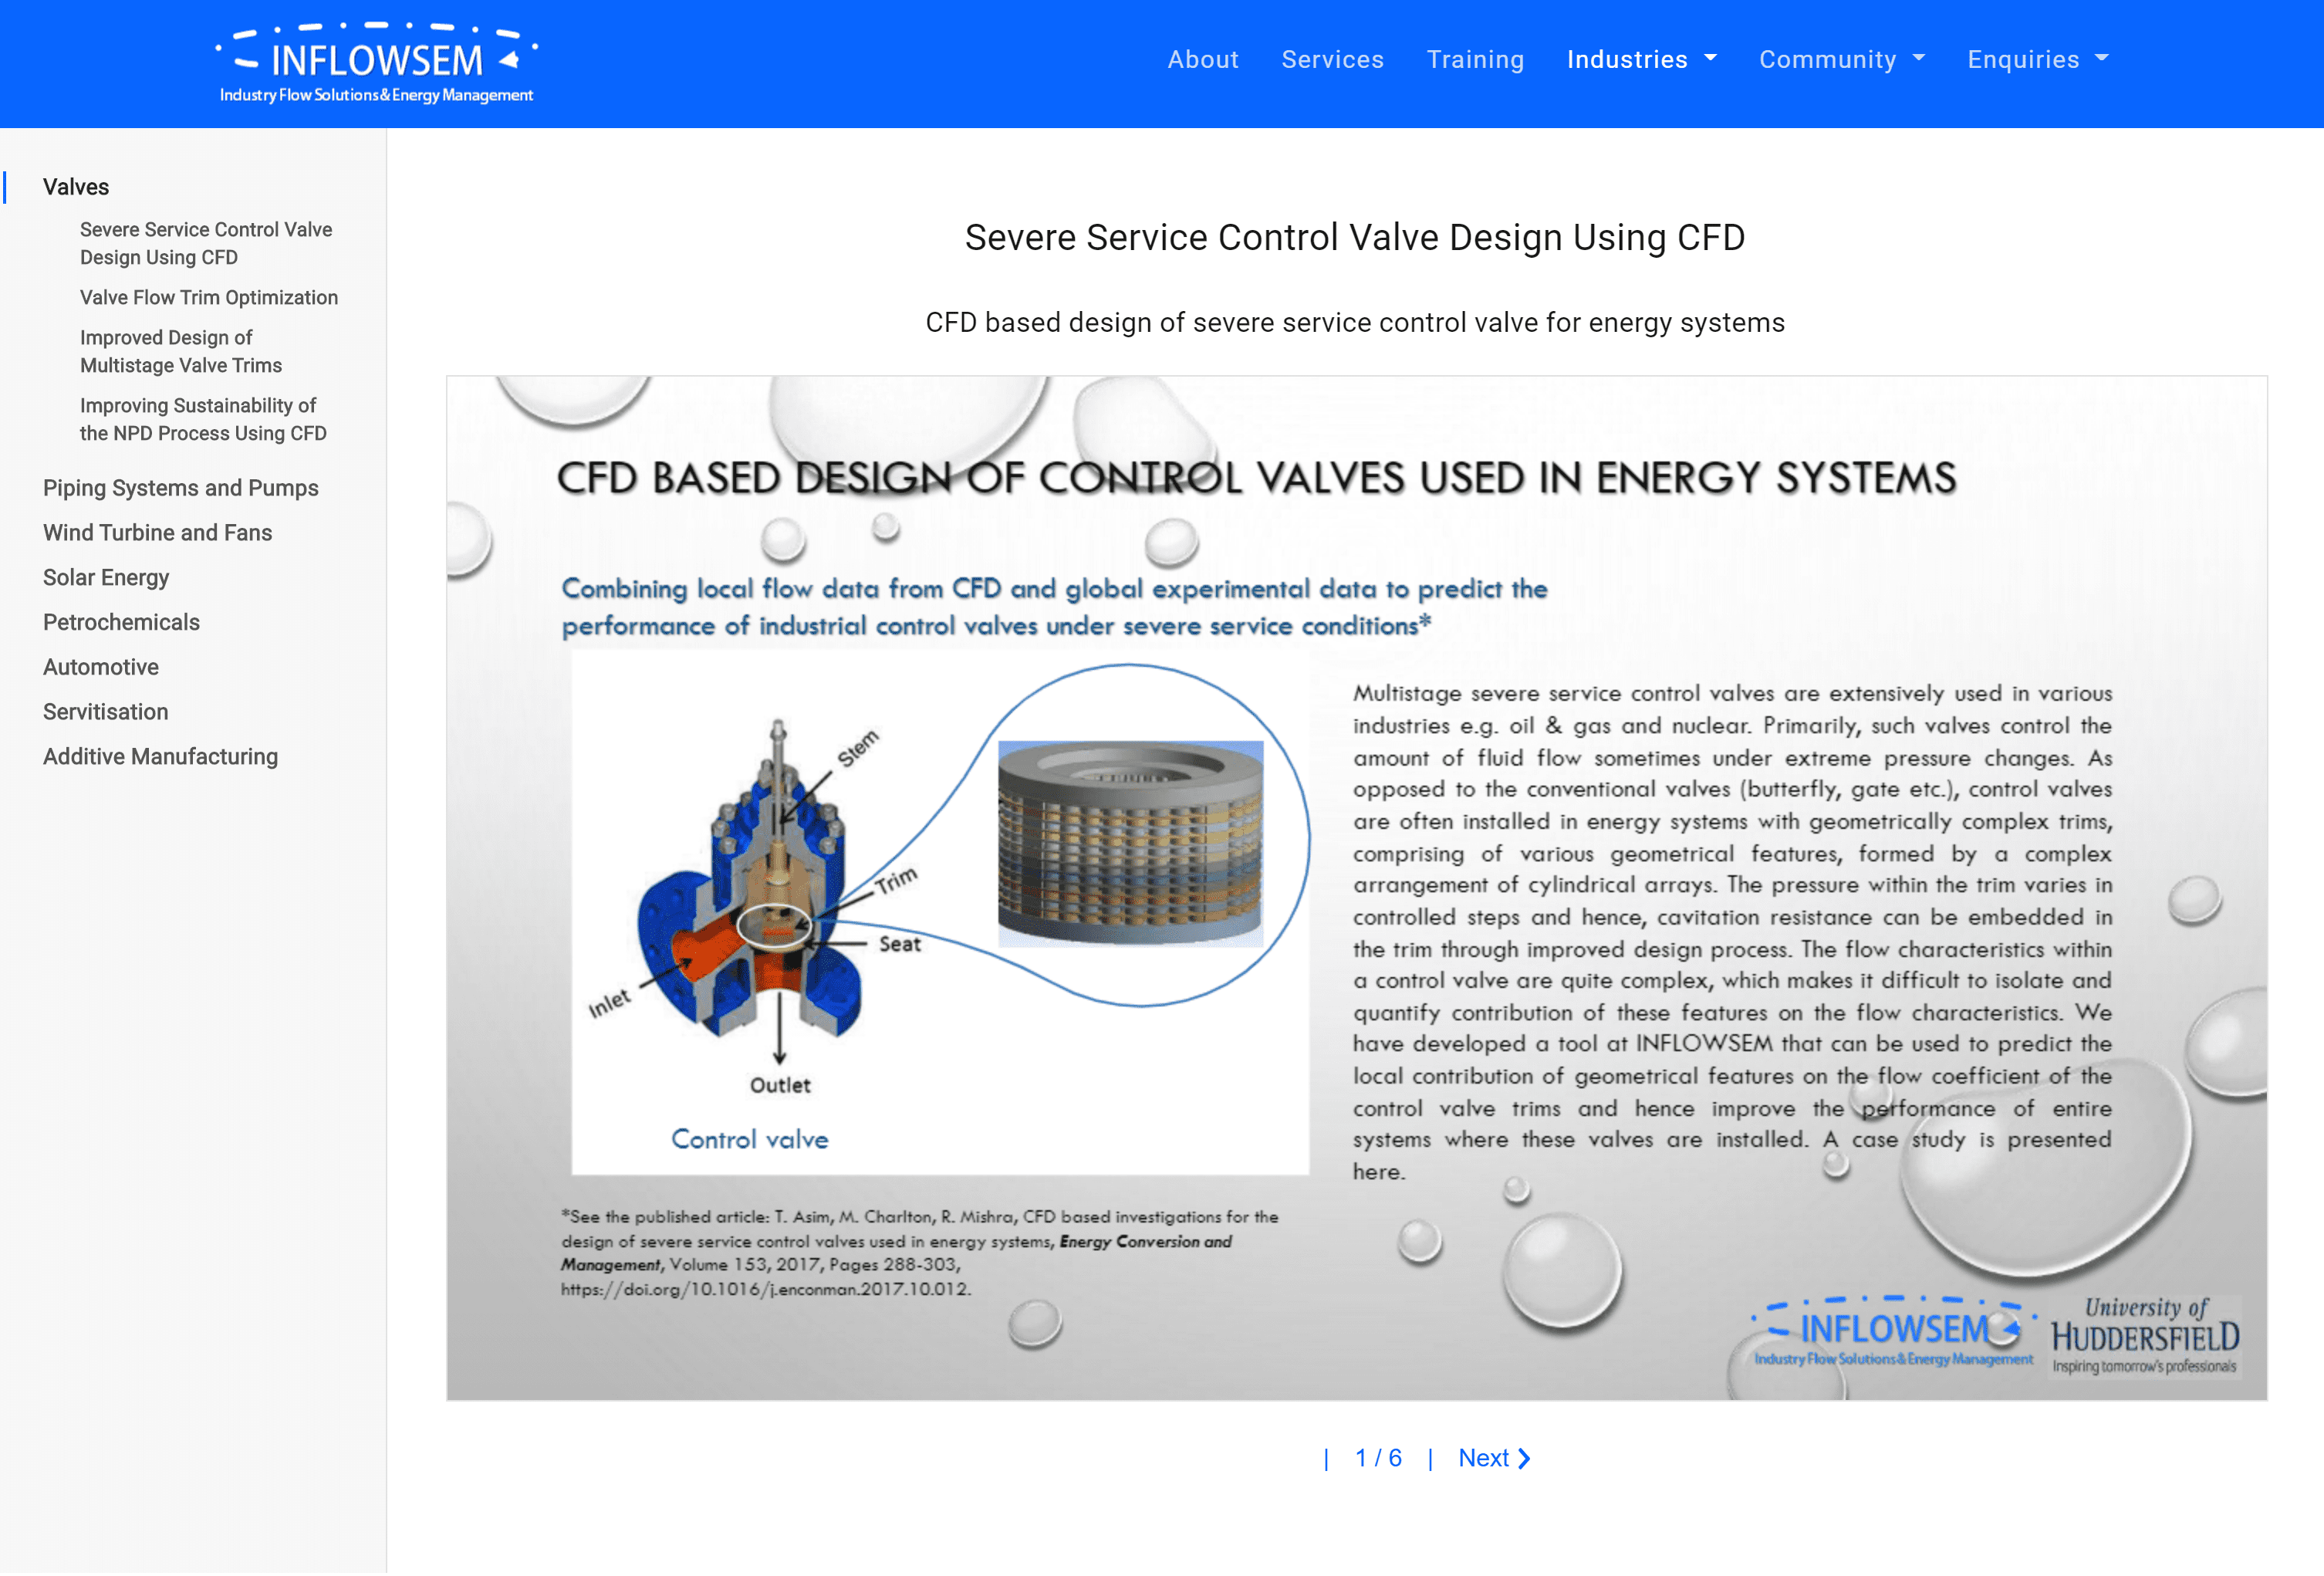 INFLOWSEM
Industry Flow Solutions & Energy Management
About
Services
Training
Industries
Community
Enquiries
Valves
Severe Service Control Valve
Design Using CFD
Valve Flow Trim Optimization
Improved Design of
Multistage Valve Trims
Improving Sustainability of
the NPD Process Using CFD
Piping Systems and Pumps
Wind Turbine and Fans
Solar Energy
Petrochemicals
Automotive
Servitisation
Additive Manufacturing
Severe Service Control Valve Design Using CFD
CFD based design of severe service control valve for energy systems
CFD BASED DESIGN OF CONTROL VALVES USED IN ENERGY SYSTEMS
Combining local flow data from CFD and global experimental data to predict the
performance of industrial control valves under severe service conditions*
Stem
Trim
Seat
Inlet
Outlet
Control valve
Multistage severe service control valves are extensively used in various
industries e.g. oil & gas and nuclear. Primarily, such valves control the
amount of fluid flow sometimes under extreme pressure changes. As
opposed to the conventional valves (butterfly, gate etc.), control valves
are often installed in energy systems with geometrically complex trims,
comprising of various geometrical features, formed by a complex
arrangement of cylindrical arrays. The pressure within the trim varies in
controlled steps and hence, cavitation resistance can be embedded in
the trim through improved design process. The flow characteristics within
a control valve are quite complex, which makes it difficult to isolate and
quantify contribution of these features on the flow characteristics. We
have developed a tool at INFLOWSEM that can be used to predict the
local contribution of geometrical features on the flow coefficient of the
control valve trims and hence improve the performance of entire
systems where these valves are installed. A case study is presented
here.
*See the published article: T. Asim, M. Charlton, R. Mishra, CFD based investigations for the
design of severe service control valves used in energy systems, Energy Conversion and
Management, Volume 153, 2017, Pages 288-303,
https://doi.org/10.1016/j.enconman.2017.10.012.
INFLOWSEM
Industry Flow Solutions & Energy Management
University of
HUDDERSFIELD
Inspiring tomorrow's professionals
| 1 / 6 | Next